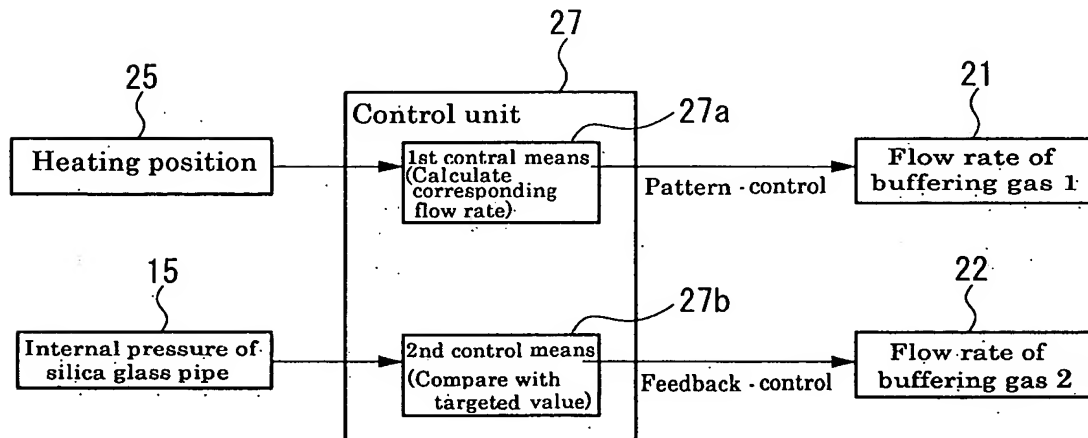 27
25
21
Control unit
27a
Heating position
1st contral means
(Calculate
corresponding
flow rate)
Pattern - control
Flow rate of
buffering gas 1
15
27b
22
Internal pressure of
silica glass pipe
2nd control means
(Compare with
targeted value)
Feedback - control
Flow rate of
buffering gas 2